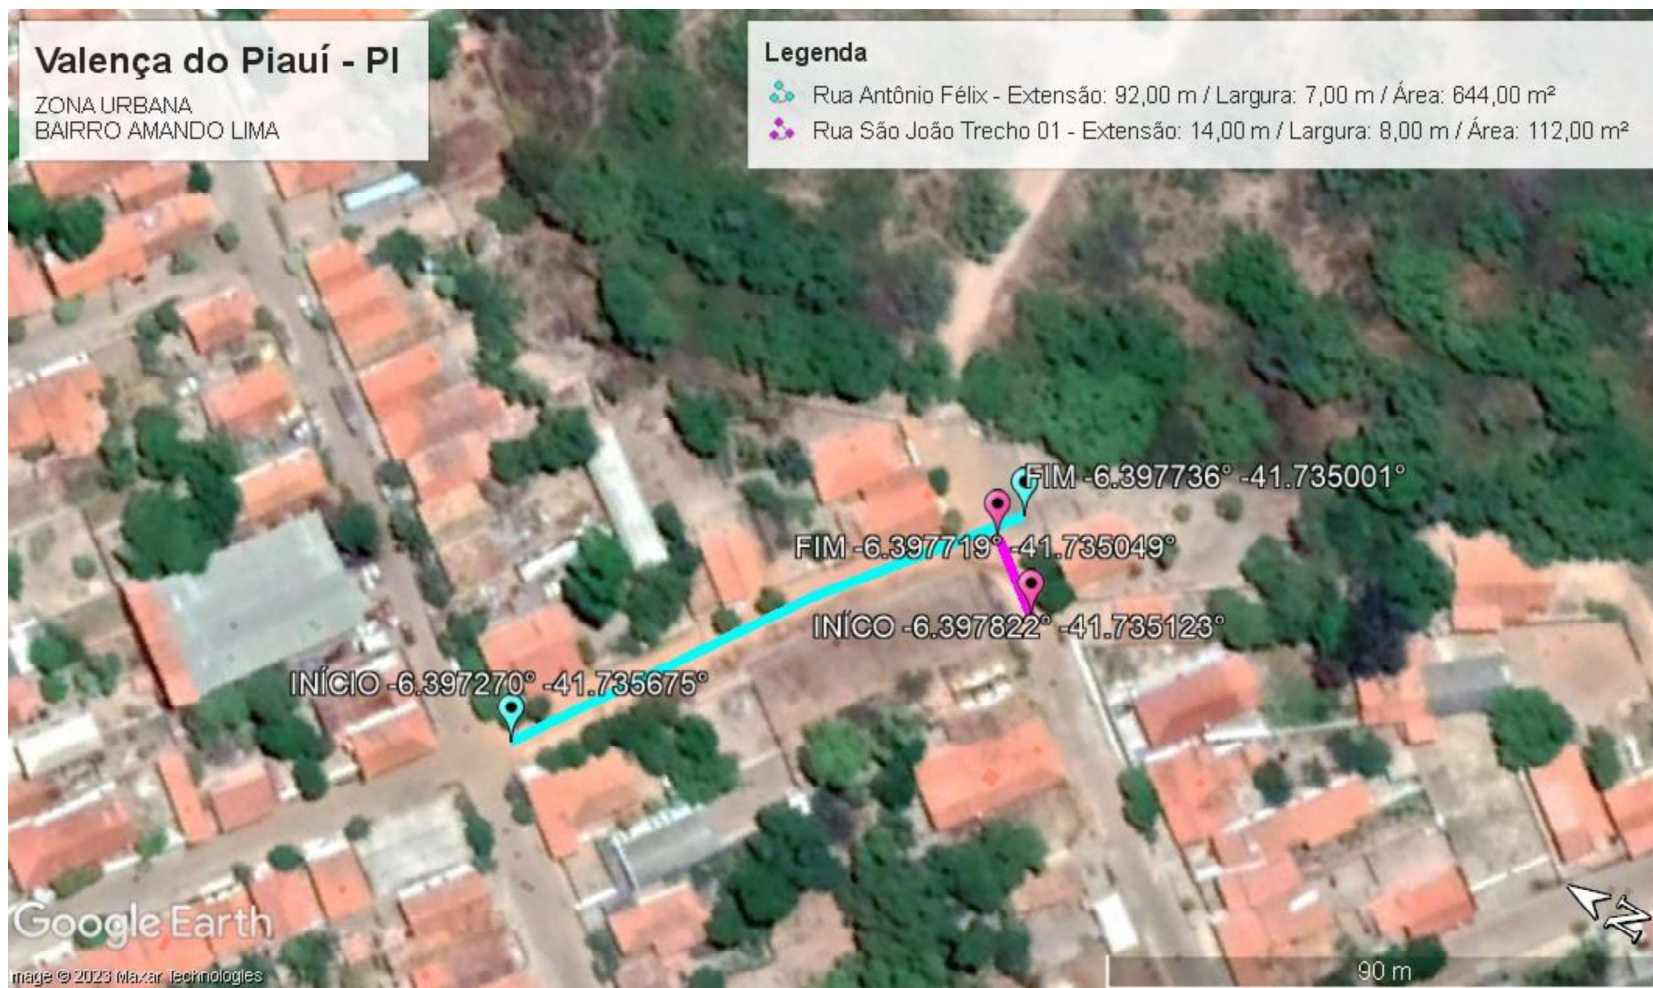 Valença do Piauí - PI
ZONA URBANA
BAIRRO AMANDO LIMA
Legenda
Rua Antônio Félix - Extensão: 92,00 m / Largura: 7,00 m / Área: 644,00 m²
Rua São João Trecho 01 - Extensão: 14,00 m / Largura: 8,00 m / Área: 112,00 m²
FIM -6.397736° -41.735001°
FIM -6.397719° -41.735049°
INÍCO -6.397822° -41.735123°
INÍCIO -6.397270° -41.735675°
Google Earth
N
90 m
mage © 2023 Maxar Technologies